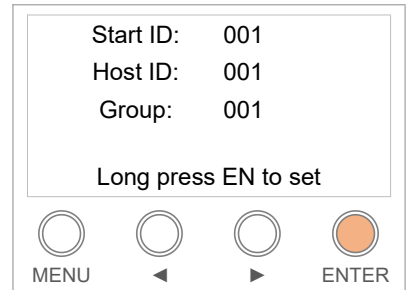 Start ID: 001
Host ID: 001
Group: 001
Long press EN to set
MENU ◄ ► ENTER